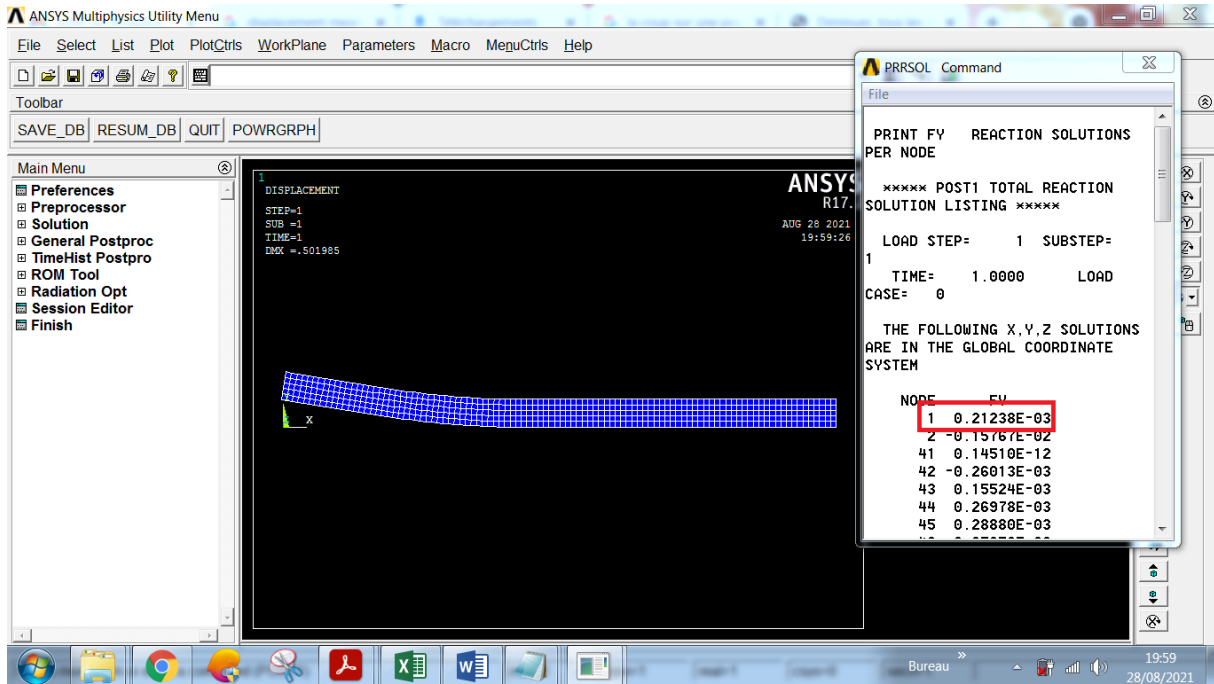 ANSYS Multiphysics Utility Menu
File Select List Plot PlotCtrls WorkPlane Parameters Macro MenuCtrls Help
Toolbar
SAVE_DB RESUM_DB QUIT POWRGRPH
Main Menu
Preferences
Preprocessor
Solution
General Postproc
TimeHist Postpro
ROM Tool
Radiation Opt
Session Editor
Finish
1
DISPLACEMENT
STEP=1
SUB =1
TIME=1
DMX =.501985
ANSYS
R17.
AUG 28 2021
19:59:26
X
PRRSOL Command
File
PRINT FY REACTION SOLUTIONS
PER NODE
***** POST1 TOTAL REACTION
SOLUTION LISTING *****
LOAD STEP= 1 SUBSTEP=
1
TIME= 1.0000 LOAD
CASE= 0
THE FOLLOWING X,Y,Z SOLUTIONS
ARE IN THE GLOBAL COORDINATE
SYSTEM
NODE FY
1 0.21238E-03
2 -0.15767E-02
41 0.14510E-12
42 -0.26013E-03
43 0.15524E-03
44 0.26978E-03
45 0.28880E-03
Bureau
19:59
28/08/2021